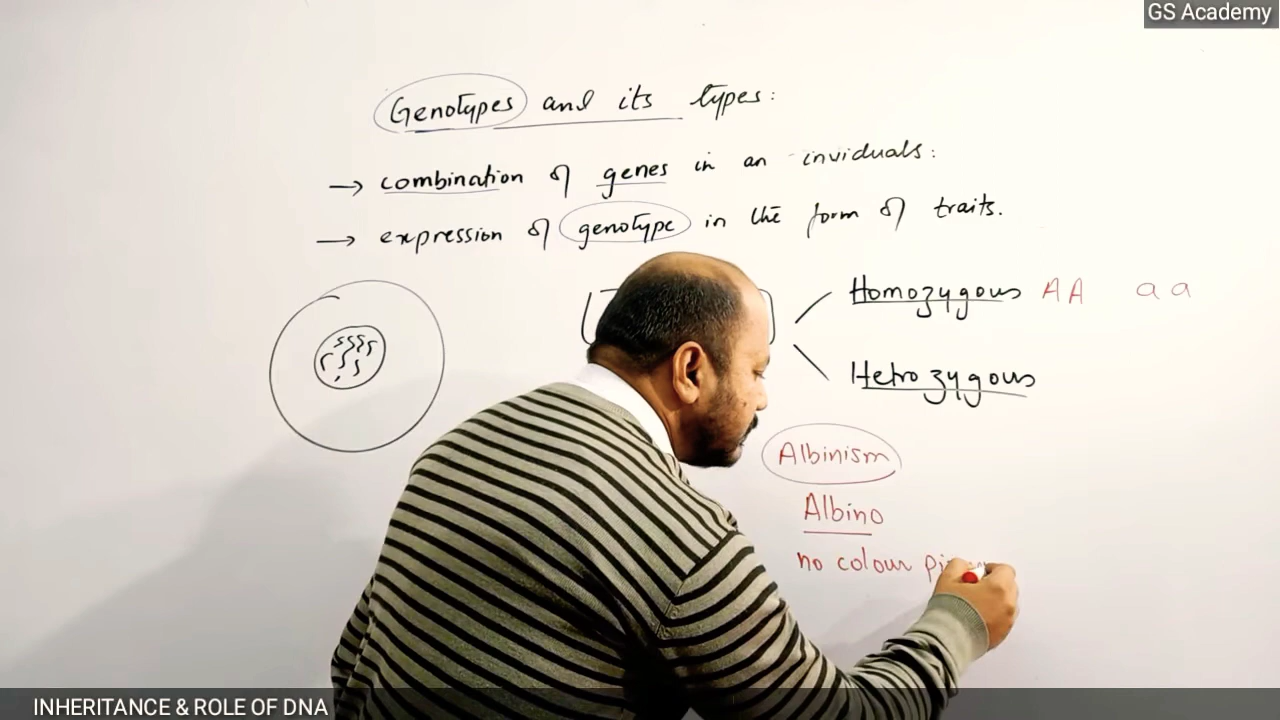 GS Academy
Genotypes and its types:
→ combination of genes in an inviduals:
→ expression of genotype in the form of traits.
Homozygous AA aa
Hetrozygous
Albinism
Albino
no colour
INHERITANCE & ROLE OF DNA